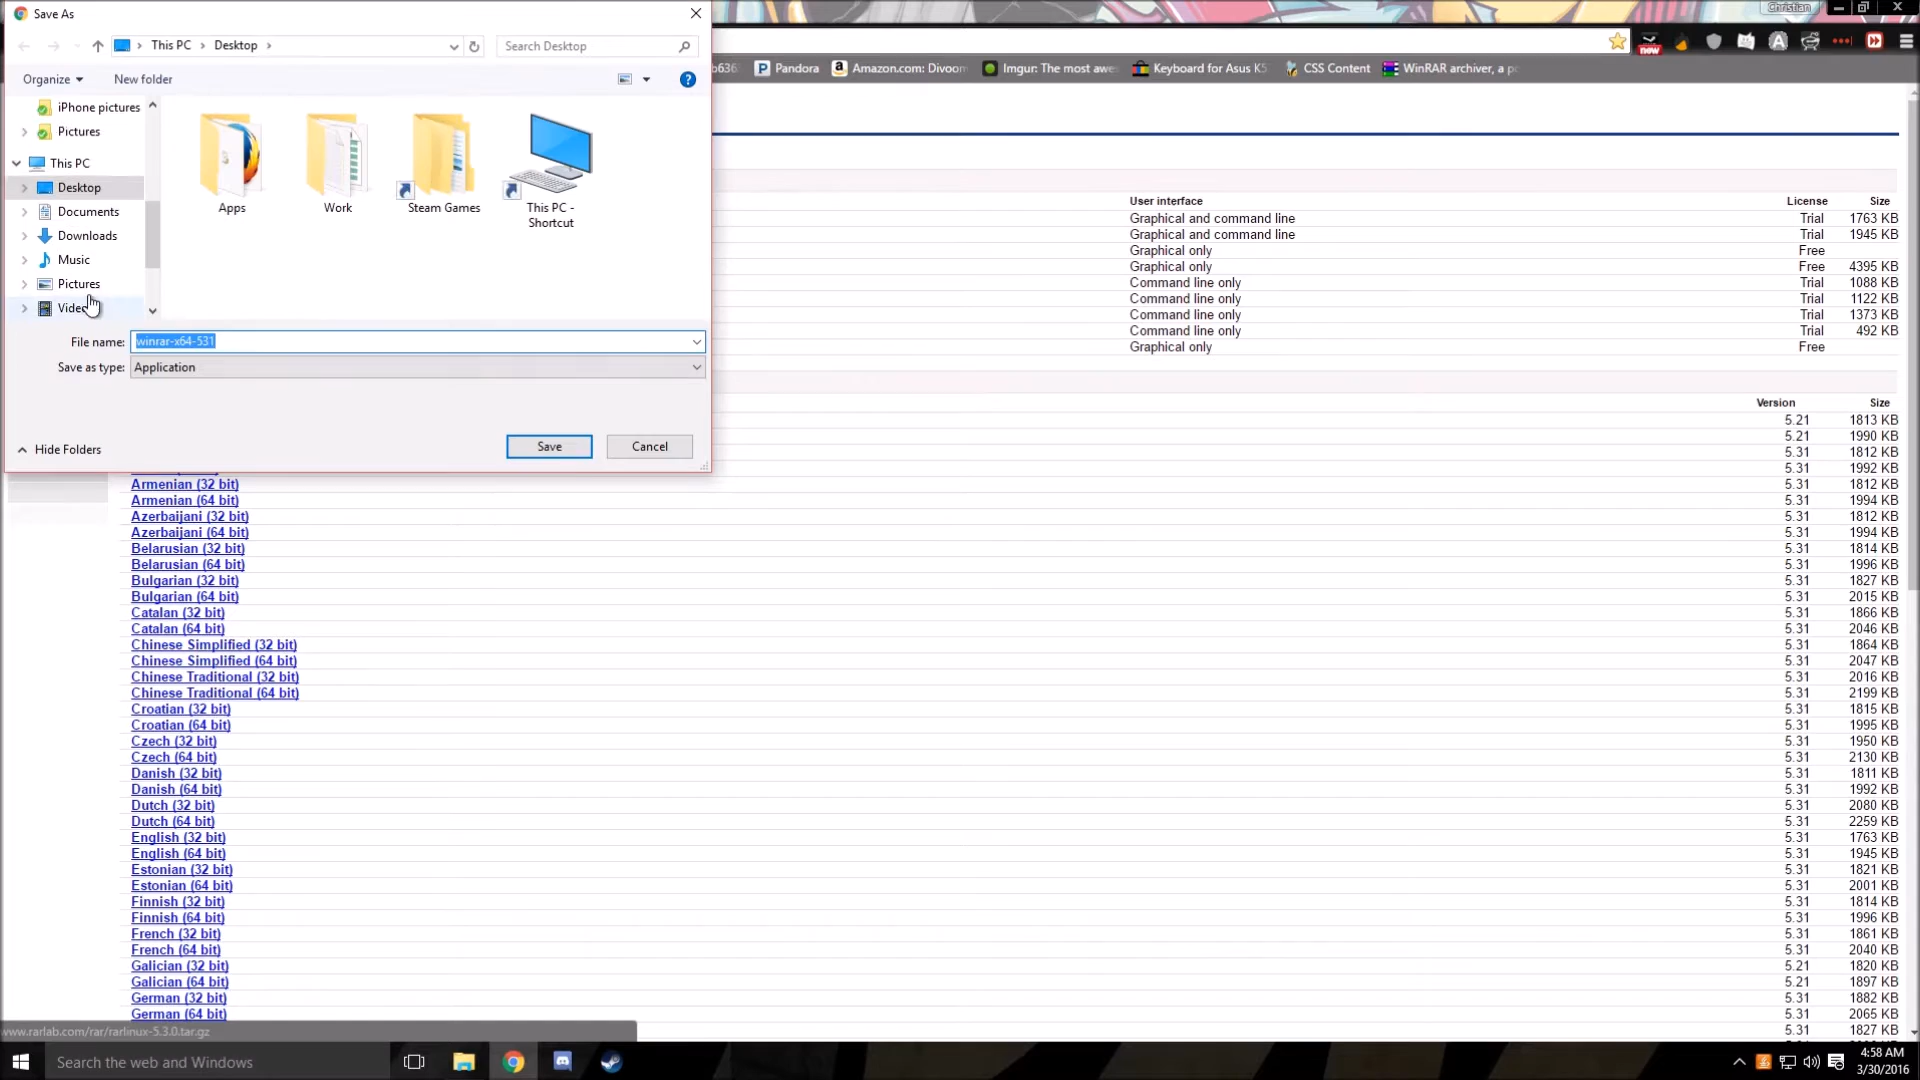 Save As
Christian
This PC
Desktop
Search Desktop
b636
Pandora
Amazon.com: Divoom
Imgur: The most awe
Keyboard for Asus K5
CSS Content
WinRAR archiver, a p
new
Organize
New folder
iPhone pictures
Pictures
This PC
Desktop
Documents
Downloads
Music
Pictures
Video
Apps
Work
Steam Games
This PC -
Shortcut
File name: winrar-x64-531
Save as type: Application
Hide Folders
Save
Cancel
User interface License Size
Graphical and command line Trial 1763 KB
Graphical and command line Trial 1945 KB
Graphical only Free
Graphical only Free 4395 KB
Command line only Trial 1088 KB
Command line only Trial 1122 KB
Command line only Trial 1373 KB
Command line only Trial 492 KB
Graphical only Free
Version Size
5.21 1813 KB
5.21 1990 KB
5.31 1812 KB
5.31 1992 KB
Armenian (32 bit) 5.31 1812 KB
Armenian (64 bit) 5.31 1994 KB
Azerbaijani (32 bit) 5.31 1812 KB
Azerbaijani (64 bit) 5.31 1994 KB
Belarusian (32 bit) 5.31 1814 KB
Belarusian (64 bit) 5.31 1996 KB
Bulgarian (32 bit) 5.31 1827 KB
Bulgarian (64 bit) 5.31 2015 KB
Catalan (32 bit) 5.31 1866 KB
Catalan (64 bit) 5.31 2046 KB
Chinese Simplified (32 bit) 5.31 1864 KB
Chinese Simplified (64 bit) 5.31 2047 KB
Chinese Traditional (32 bit) 5.31 2016 KB
Chinese Traditional (64 bit) 5.31 2199 KB
Croatian (32 bit) 5.31 1815 KB
Croatian (64 bit) 5.31 1995 KB
Czech (32 bit) 5.31 1950 KB
Czech (64 bit) 5.31 2130 KB
Danish (32 bit) 5.31 1811 KB
Danish (64 bit) 5.31 1992 KB
Dutch (32 bit) 5.31 2080 KB
Dutch (64 bit) 5.31 2259 KB
English (32 bit) 5.31 1763 KB
English (64 bit) 5.31 1945 KB
Estonian (32 bit) 5.31 1821 KB
Estonian (64 bit) 5.31 2001 KB
Finnish (32 bit) 5.31 1814 KB
Finnish (64 bit) 5.31 1996 KB
French (32 bit) 5.31 1861 KB
French (64 bit) 5.31 2040 KB
Galician (32 bit) 5.21 1820 KB
Galician (64 bit) 5.21 1897 KB
German (32 bit) 5.31 1882 KB
German (64 bit) 5.31 2065 KB
5.31 1827 KB
www.rarlab.com/rar/rarlinux-5.3.0.tar.gz
Search the web and Windows
4:58 AM
3/30/2016